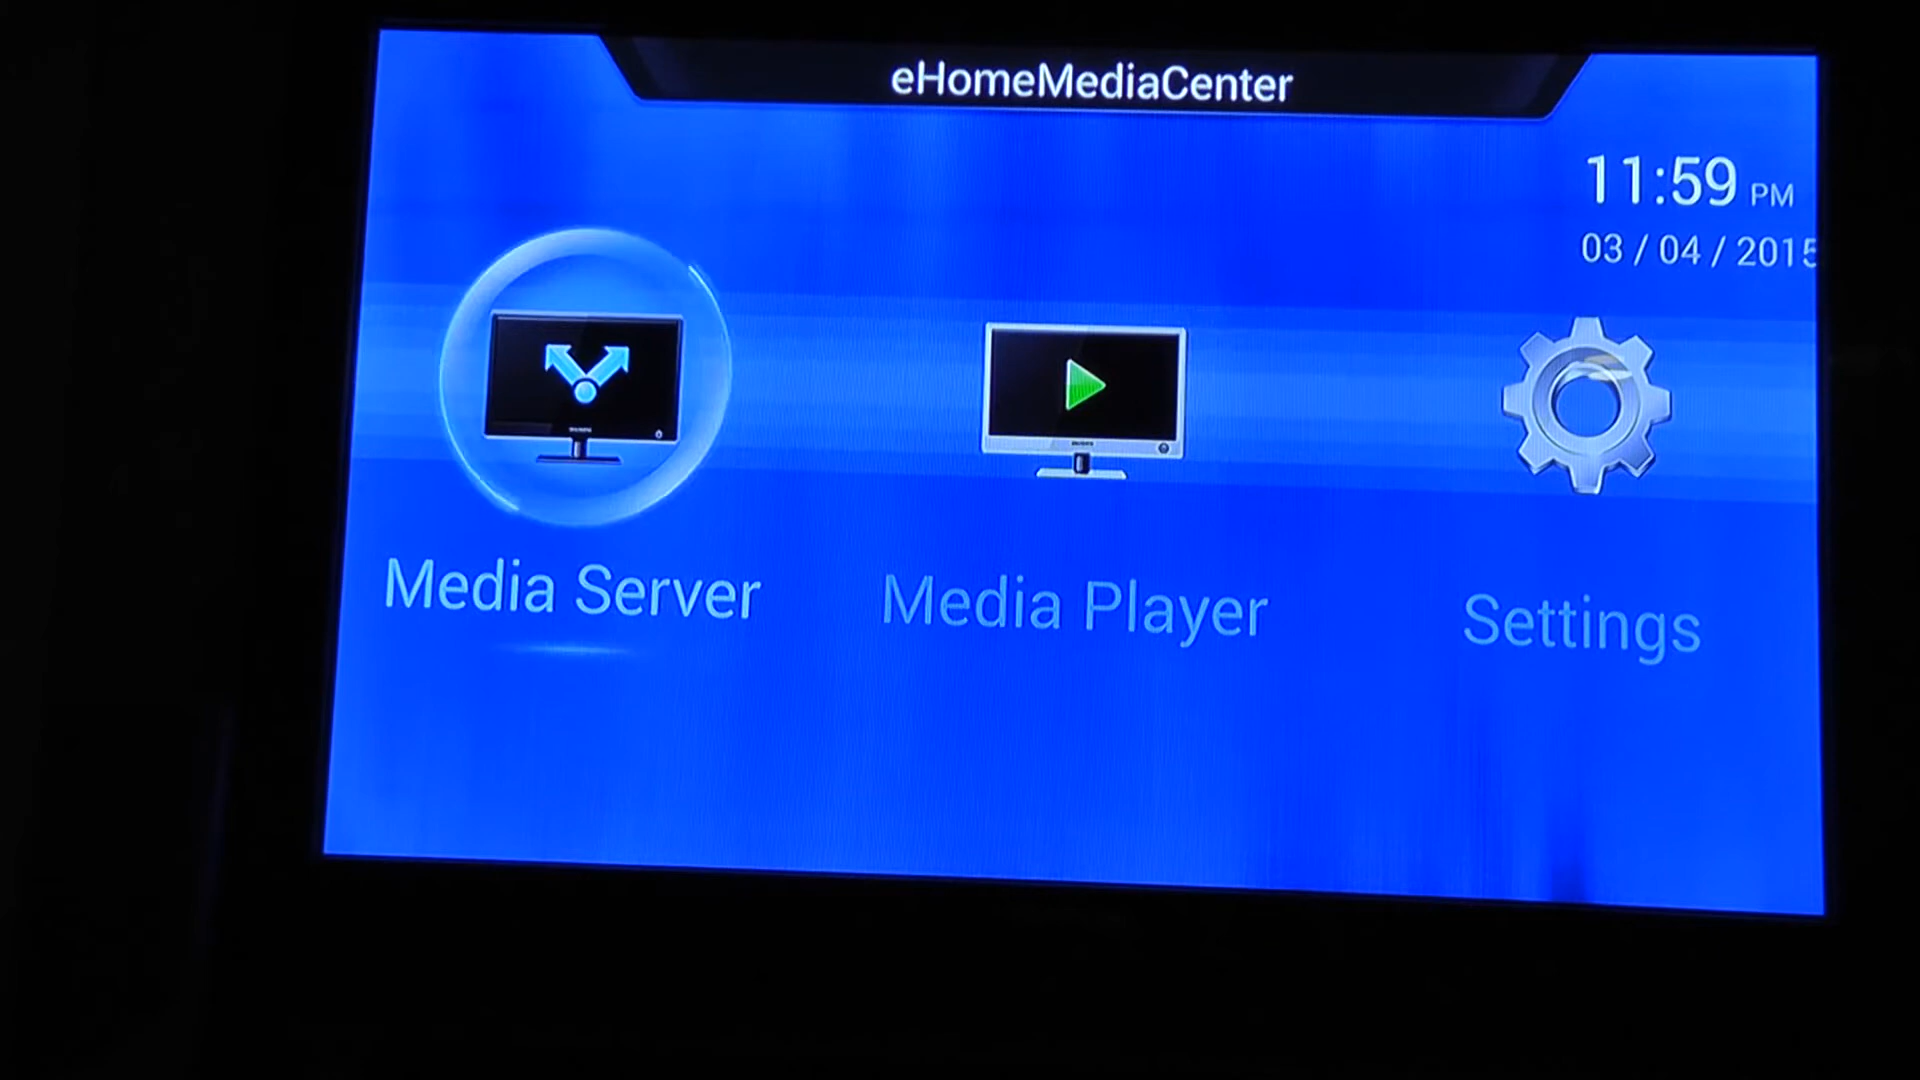 eHomeMediaCenter
11:59 PM
03 / 04 / 2015
Media Server
Media Player
Settings